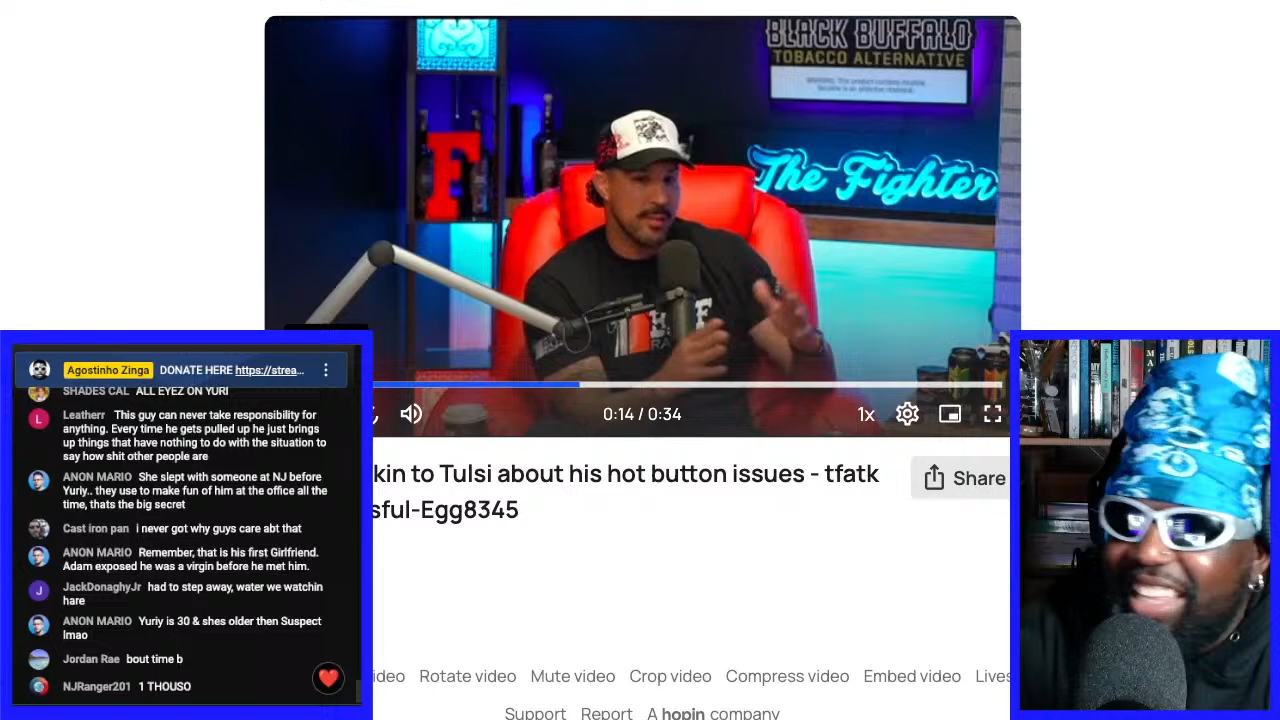 BLACK BUFFALO
TOBACCO ALTERNATIVE
F
The Fighter
0:14 / 0:34
1x
kin to Tulsi about his hot button issues - tfatk
sful-Egg8345
Share
ideo Rotate video Mute video Crop video Compress video Embed video Lives
Support Report A hopin company
Agostinho Zinga DONATE HERE https://strea...
SHADES CAL ALL EYEZ ON YURI
L
Leatherr This guy can never take responsibility for
anything. Every time he gets pulled up he just brings
up things that have nothing to do with the situation to
say how shit other people are
ANON MARIO She slept with someone at NJ before
Yuriy.. they use to make fun of him at the office all the
time, thats the big secret
Cast iron pan i never got why guys care abt that
ANON MARIO Remember, that is his first Girlfriend.
Adam exposed he was a virgin before he met him.
J
JackDonaghyJr had to step away, water we watchin
hare
ANON MARIO Yuriy is 30 & shes older then Suspect
lmao
Jordan Rae bout time b
NJRanger201 1 THOUSO